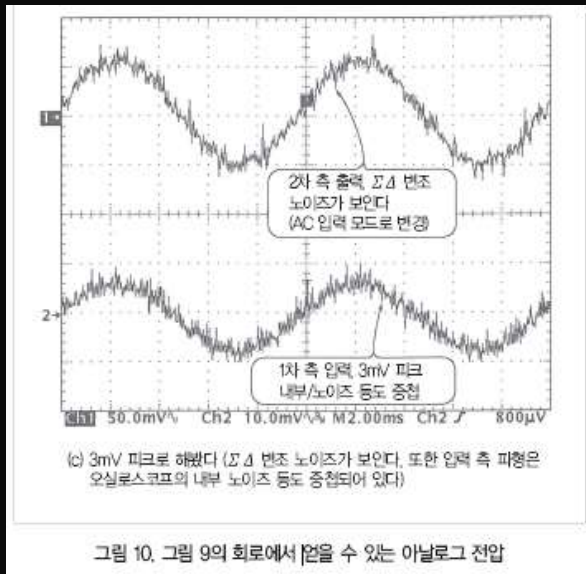 1
2차 측 출력, ΣΔ 변조
노이즈가 보인다
(AC 입력 모드로 변경)
2
1차 측 입력, 3mV 피크
내부/노이즈 등도 중첩
Ch1 50.0mV Ch2 10.0mV M2.00ms Ch2 800μV
(c) 3mV 피크로 해봤다 (ΣΔ 변조 노이즈가 보인다, 또한 입력 측 파형은
오실로스코프의 내부 노이즈 등도 중첩되어 있다)
그림 10, 그림 9의 회로에서 얻을 수 있는 아날로그 전압